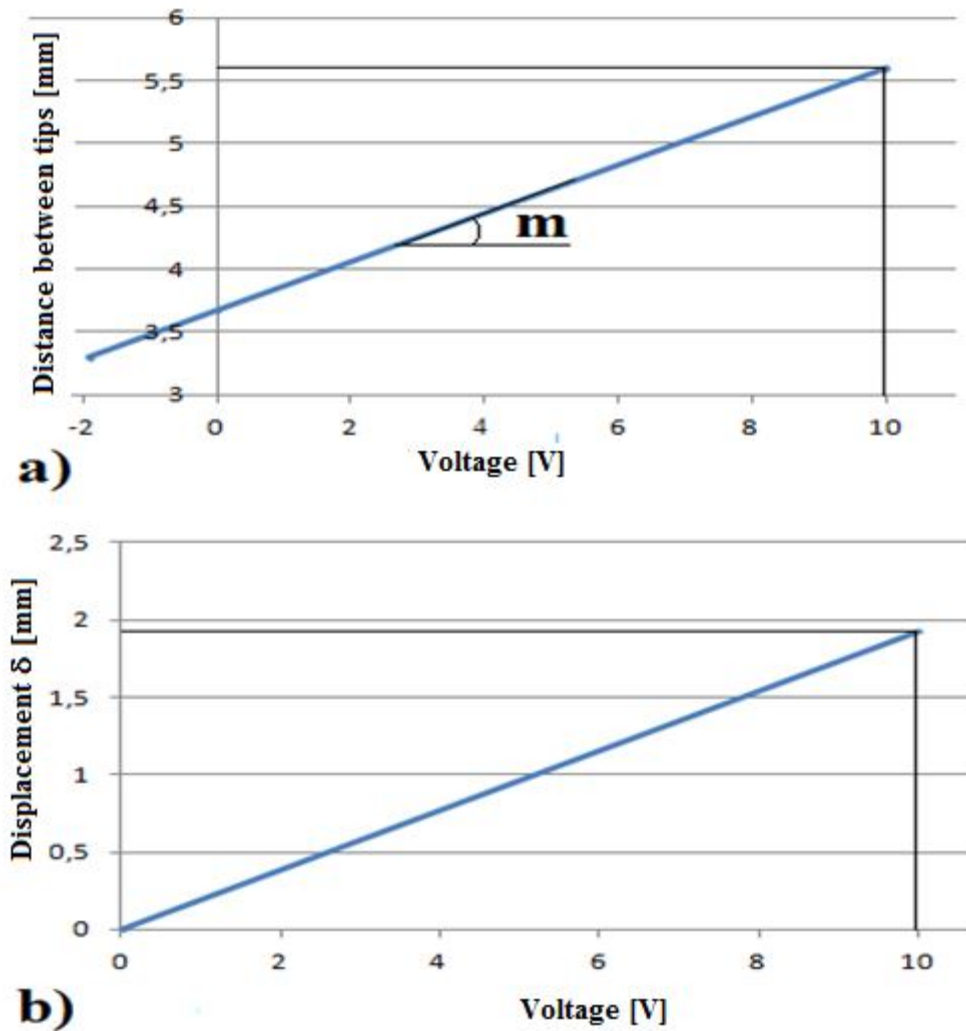 6
5,5
5
4,5
4
3,5
3
Distance between tips [mm]
m
-2 0 2 4 6 8 10
Voltage [V]
a)
2,5
2
1,5
1
0,5
0
Displacement δ [mm]
0 2 4 6 8 10
Voltage [V]
b)